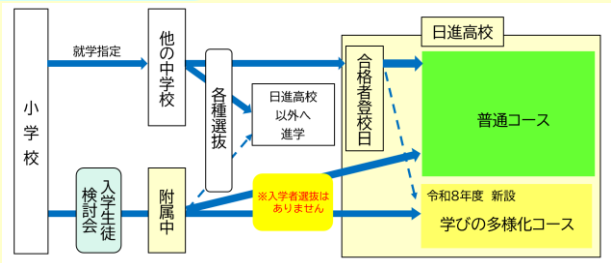 小学校
就学指定
他の中学校
各種選抜
日進高校
以外へ
進学
合格者登校日
日進高校
普通コース
入学生徒
検討会
附属中
※入学者選抜は
ありません
令和8年度 新設
学びの多様化コース